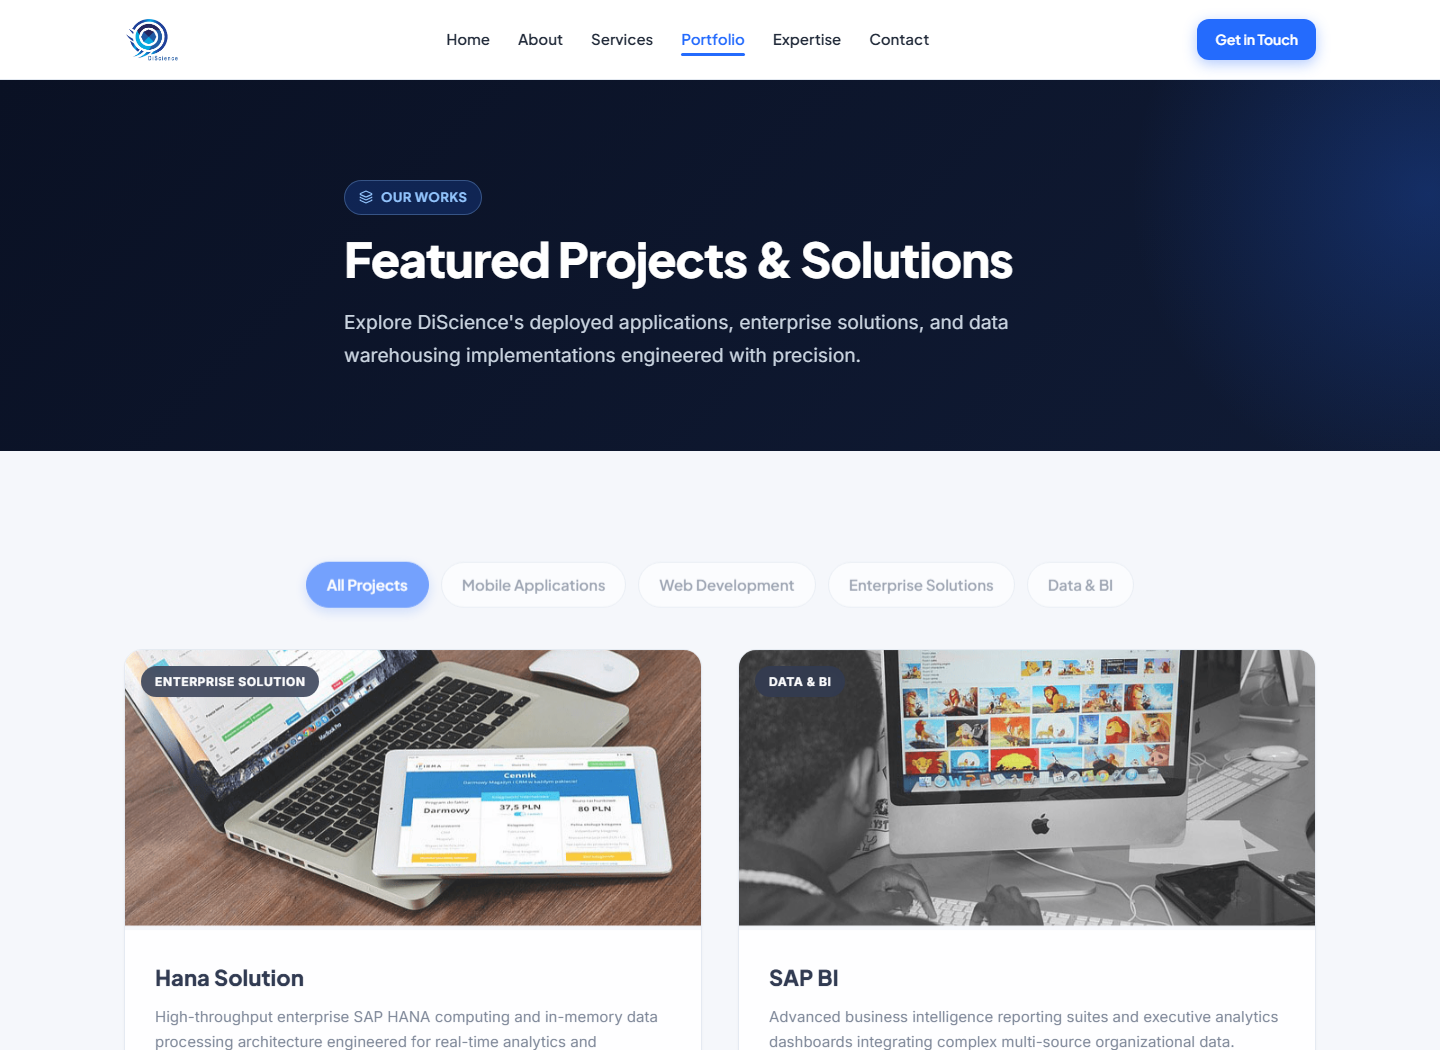 DiScience
Home
About
Services
Portfolio
Expertise
Contact
Get in Touch
OUR WORKS
Featured Projects & Solutions
Explore DiScience's deployed applications, enterprise solutions, and data
warehousing implementations engineered with precision.
All Projects
Mobile Applications
Web Development
Enterprise Solutions
Data & BI
ENTERPRISE SOLUTION
MacBook Pro
Cennik
Darmowy
37,5 PLN
80 PLN
DATA & BI
Hana Solution
High-throughput enterprise SAP HANA computing and in-memory data
processing architecture engineered for real-time analytics and
SAP BI
Advanced business intelligence reporting suites and executive analytics
dashboards integrating complex multi-source organizational data.